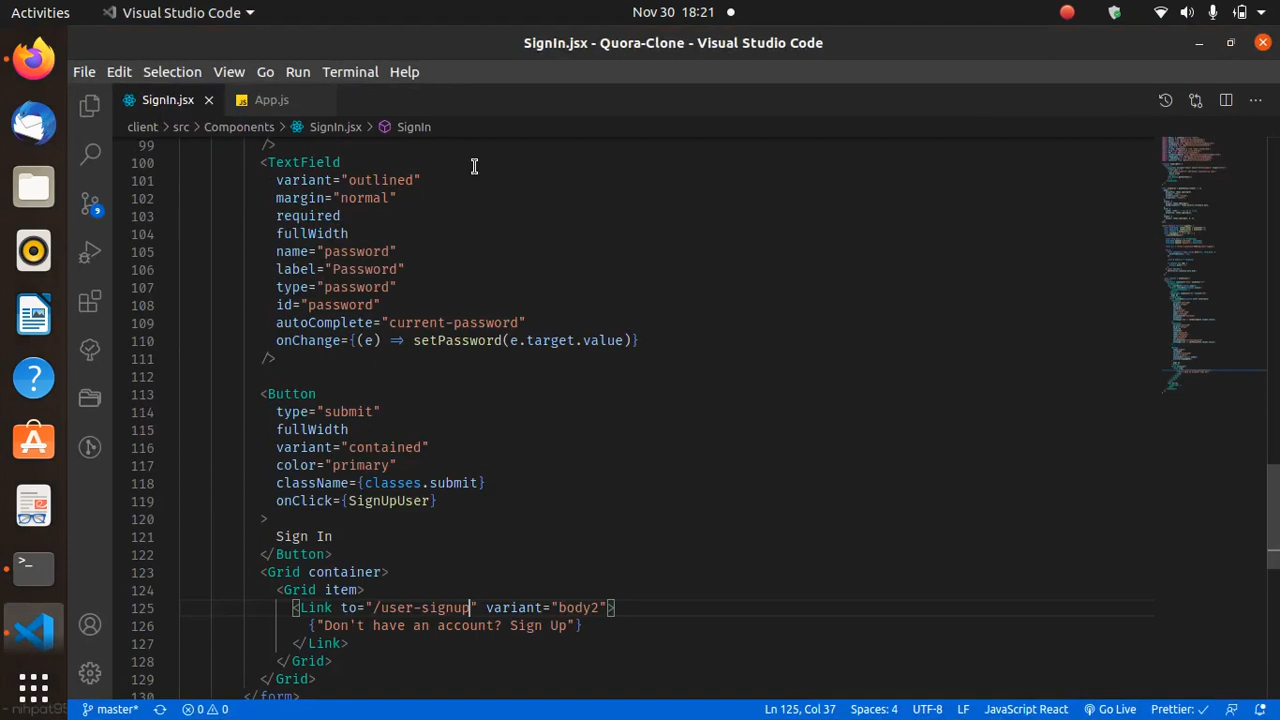 Activities
Visual Studio Code
Nov 30 18:21
SignIn.jsx - Quora-Clone - Visual Studio Code
File Edit Selection View Go Run Terminal Help
SignIn.jsx
JS App.js
client > src > Components > SignIn.jsx > SignIn
99 />
100 <TextField
101 variant="outlined"
102 margin="normal"
103 required
104 fullWidth
105 name="password"
106 label="Password"
107 type="password"
108 id="password"
109 autoComplete="current-password"
110 onChange={(e) => setPassword(e.target.value)}
111 />
112
113 <Button
114 type="submit"
115 fullWidth
116 variant="contained"
117 color="primary"
118 className={classes.submit}
119 onClick={SignUpUser}
120 >
121 Sign In
122 </Button>
123 <Grid container>
124 <Grid item>
125 <Link to="/user-signup" variant="body2">
126 {"Don't have an account? Sign Up"}
127 </Link>
128 </Grid>
129 </Grid>
130 </form>
9
master*
0 0
Ln 125, Col 37
Spaces: 4
UTF-8
LF
JavaScript React
Go Live
Prettier: ✓